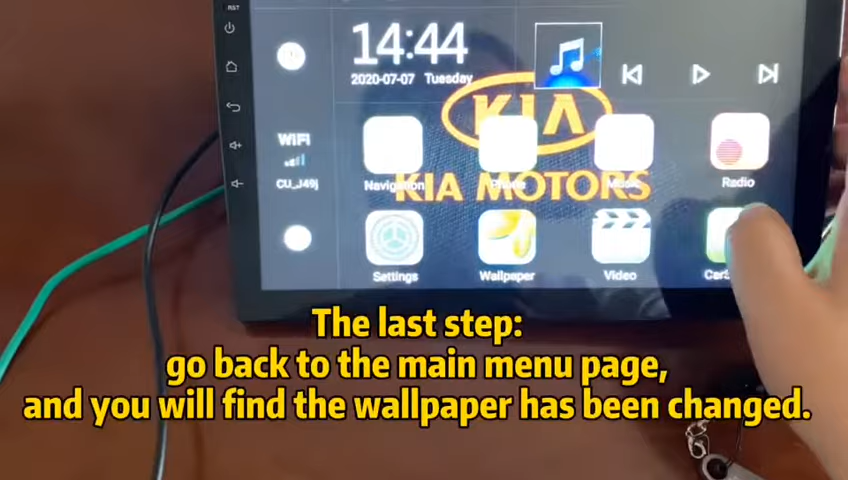 RST
14:44
2020-07-07 Tuesday
KIA
WiFi
CU_J49j
Navigation
Phone
Music
Radio
KIA MOTORS
Settings
Wallpaper
Video
The last step:
go back to the main menu page,
and you will find the wallpaper has been changed.